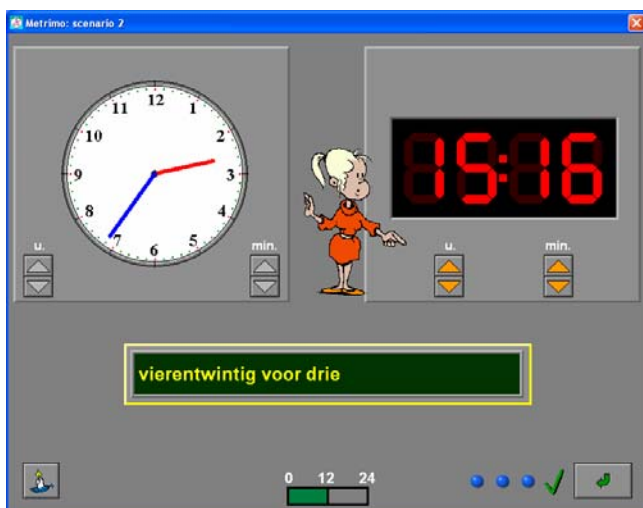 Metrimo: scenario 2
12
11
1
10
2
9
3
8
4
7
5
6
u.
min.
15:16
u.
min.
vierentwintig voor drie
0 12 24